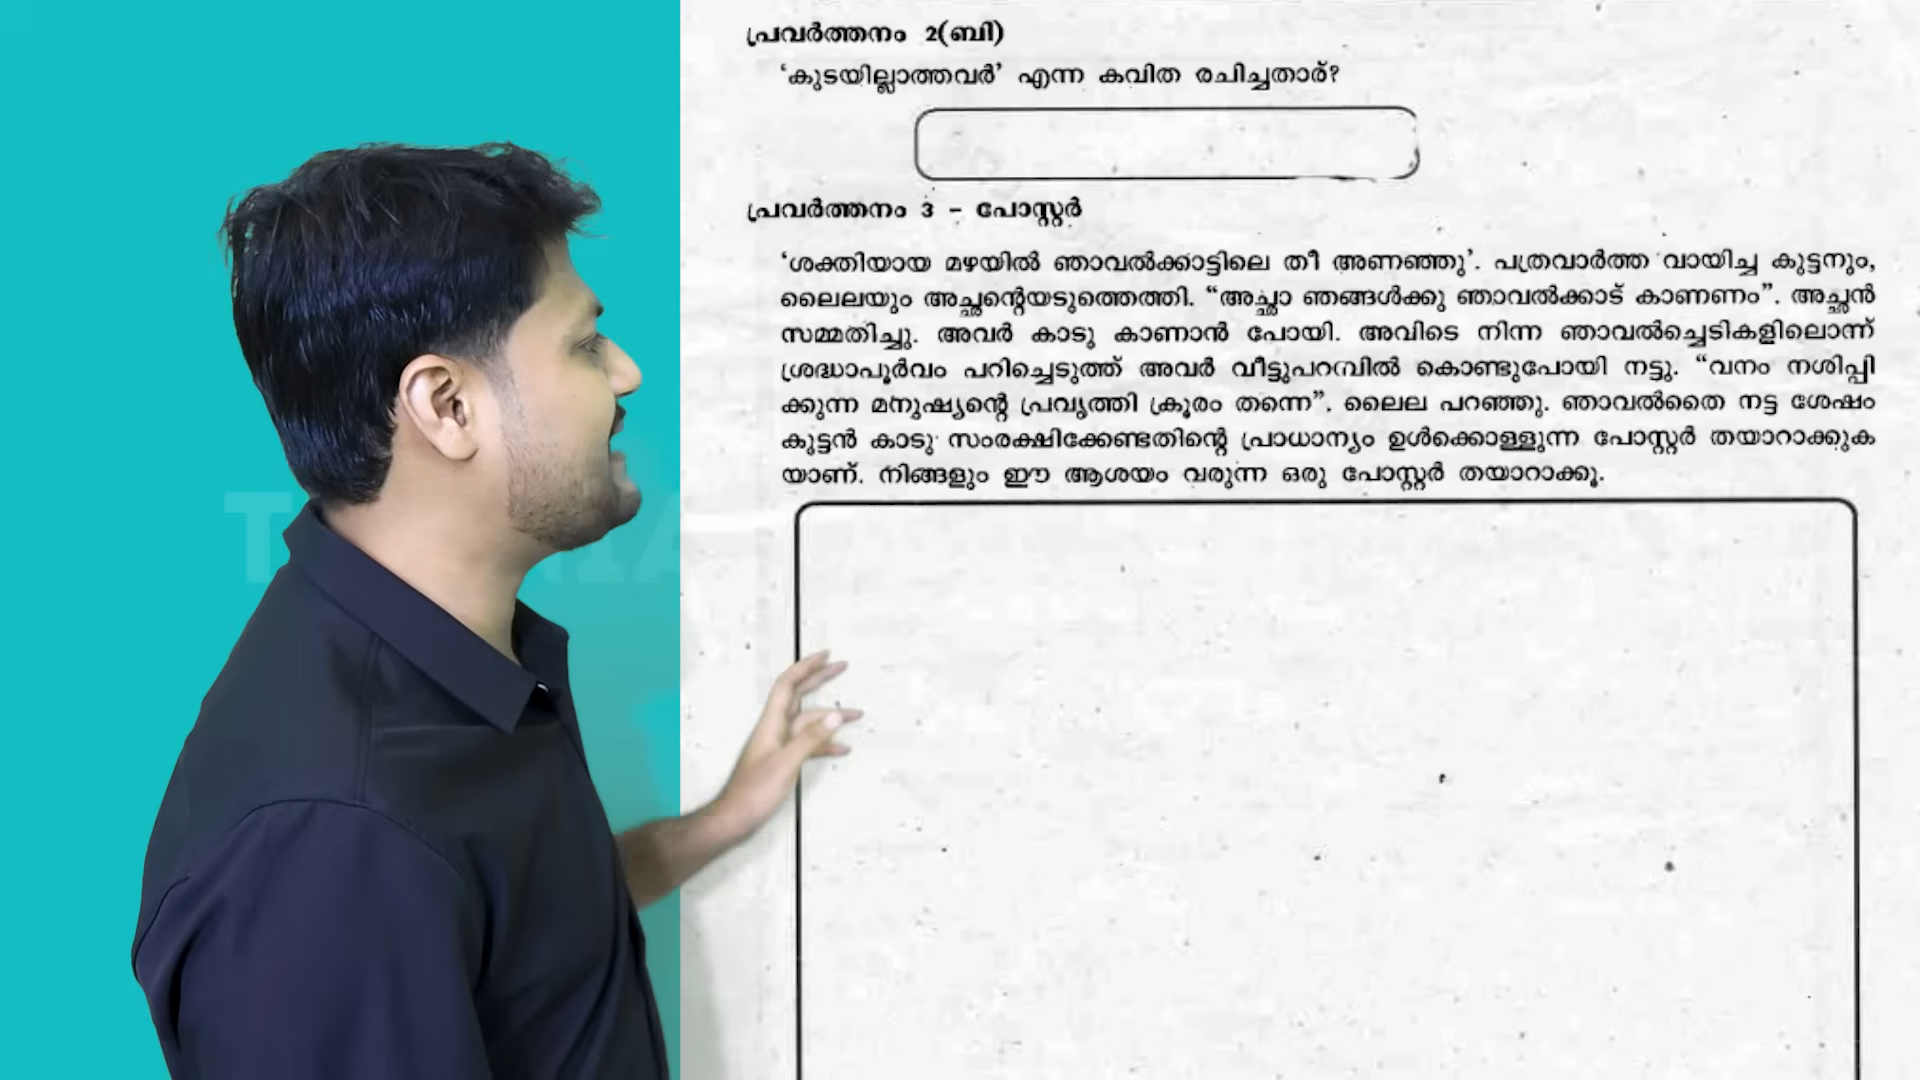 പ്രവർത്തനം 2(ബി)
‘കുടയില്ലാത്തവർ’ എന്ന കവിത രചിച്ചതാര്?
പ്രവർത്തനം 3 - പോസ്റ്റർ
‘ശക്തിയായ മഴയിൽ ഞാവൽക്കാട്ടിലെ തീ അണഞ്ഞു’. പത്രവാർത്ത വായിച്ച കുട്ടനും,
ലൈലയും അച്ഛന്റെയടുത്തെത്തി. “അച്ഛാ ഞങ്ങൾക്കു ഞാവൽക്കാട് കാണണം”. അച്ഛൻ
സമ്മതിച്ചു. അവർ കാടു കാണാൻ പോയി. അവിടെ നിന്ന ഞാവൽച്ചെടികളിലൊന്ന്
ശ്രദ്ധാപൂർവം പറിച്ചെടുത്ത് അവർ വീട്ടുപറമ്പിൽ കൊണ്ടുപോയി നട്ടു. “വനം നശിപ്പി
ക്കുന്ന മനുഷ്യന്റെ പ്രവൃത്തി ക്രൂരം തന്നെ”. ലൈല പറഞ്ഞു. ഞാവൽതൈ നട്ട ശേഷം
കുട്ടൻ കാടു സംരക്ഷിക്കേണ്ടതിന്റെ പ്രാധാന്യം ഉൾക്കൊള്ളുന്ന പോസ്റ്റർ തയാറാക്കുക
യാണ്. നിങ്ങളും ഈ ആശയം വരുന്ന ഒരു പോസ്റ്റർ തയാറാക്കൂ.